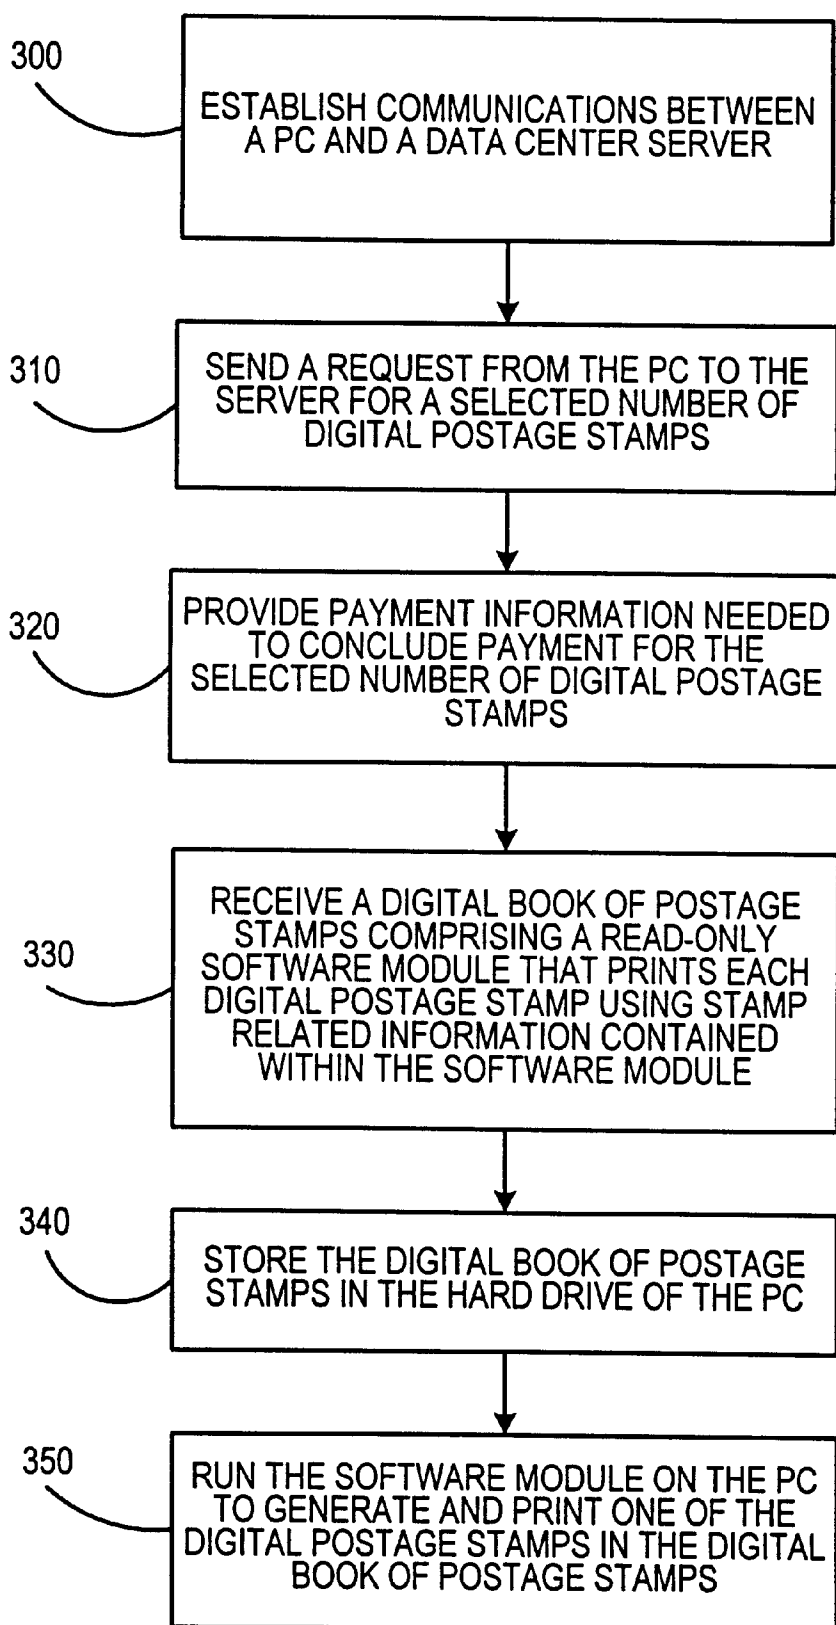 300
ESTABLISH COMMUNICATIONS BETWEEN
A PC AND A DATA CENTER SERVER
310
SEND A REQUEST FROM THE PC TO THE
SERVER FOR A SELECTED NUMBER OF
DIGITAL POSTAGE STAMPS
320
PROVIDE PAYMENT INFORMATION NEEDED
TO CONCLUDE PAYMENT FOR THE
SELECTED NUMBER OF DIGITAL POSTAGE
STAMPS
330
RECEIVE A DIGITAL BOOK OF POSTAGE
STAMPS COMPRISING A READ-ONLY
SOFTWARE MODULE THAT PRINTS EACH
DIGITAL POSTAGE STAMP USING STAMP
RELATED INFORMATION CONTAINED
WITHIN THE SOFTWARE MODULE
340
STORE THE DIGITAL BOOK OF POSTAGE
STAMPS IN THE HARD DRIVE OF THE PC
350
RUN THE SOFTWARE MODULE ON THE PC
TO GENERATE AND PRINT ONE OF THE
DIGITAL POSTAGE STAMPS IN THE DIGITAL
BOOK OF POSTAGE STAMPS